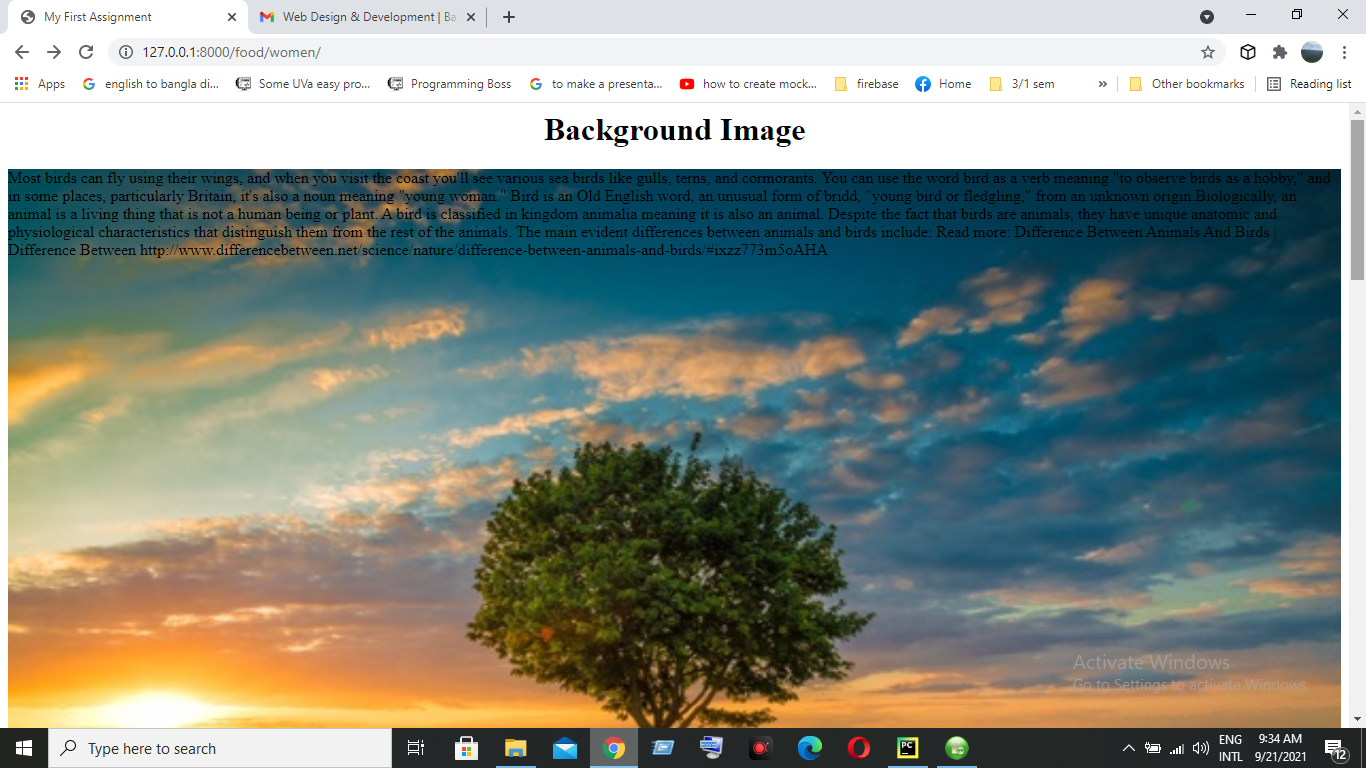 My First Assignment
Web Design & Development | Ba
127.0.0.1:8000/food/women/
Apps
english to bangla di...
Some UVa easy pro...
Programming Boss
to make a presenta...
how to create mock...
firebase
Home
3/1 sem
»
Other bookmarks
Reading list
Background Image
Most birds can fly using their wings, and when you visit the coast you'll see various sea birds like gulls, terns, and cormorants. You can use the word bird as a verb meaning "to observe birds as a hobby," and
in some places, particularly Britain, it's also a noun meaning "young woman." Bird is an Old English word, an unusual form of bridd, "young bird or fledgling," from an unknown origin.Biologically, an
animal is a living thing that is not a human being or plant. A bird is classified in kingdom animalia meaning it is also an animal. Despite the fact that birds are animals, they have unique anatomic and
physiological characteristics that distinguish them from the rest of the animals. The main evident differences between animals and birds include: Read more: Difference Between Animals And Birds |
Difference Between http://www.differencebetween.net/science/nature/difference-between-animals-and-birds/#ixzz773m5oAHA
Activate Windows
Go to Settings to activate Windows.
Type here to search
PC
ENG
INTL
9:34 AM
9/21/2021
12